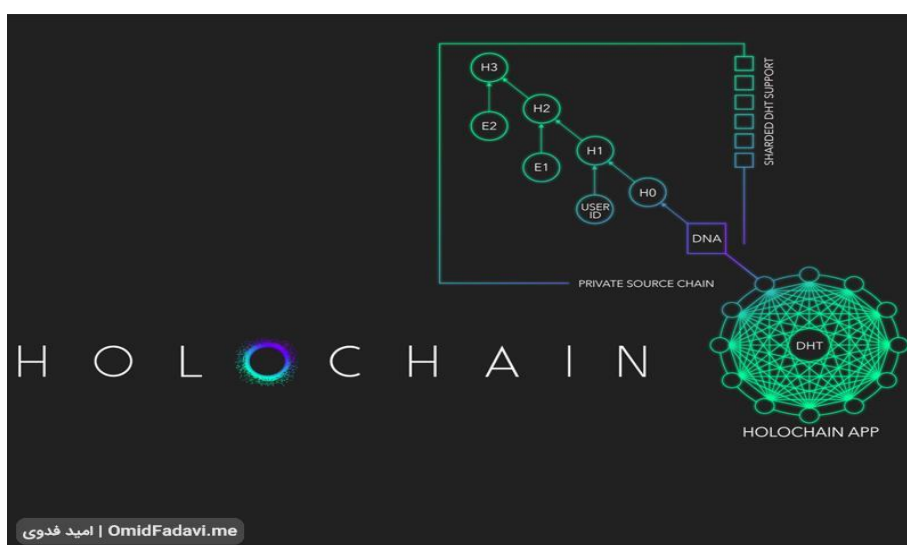 H3
H2
E2
H1
E1
H0
USER
ID
DNA
SHARDED DHT SUPPORT
PRIVATE SOURCE CHAIN
DHT
HOLOCHAIN
HOLOCHAIN APP
امید فدوی | OmidFadavi.me